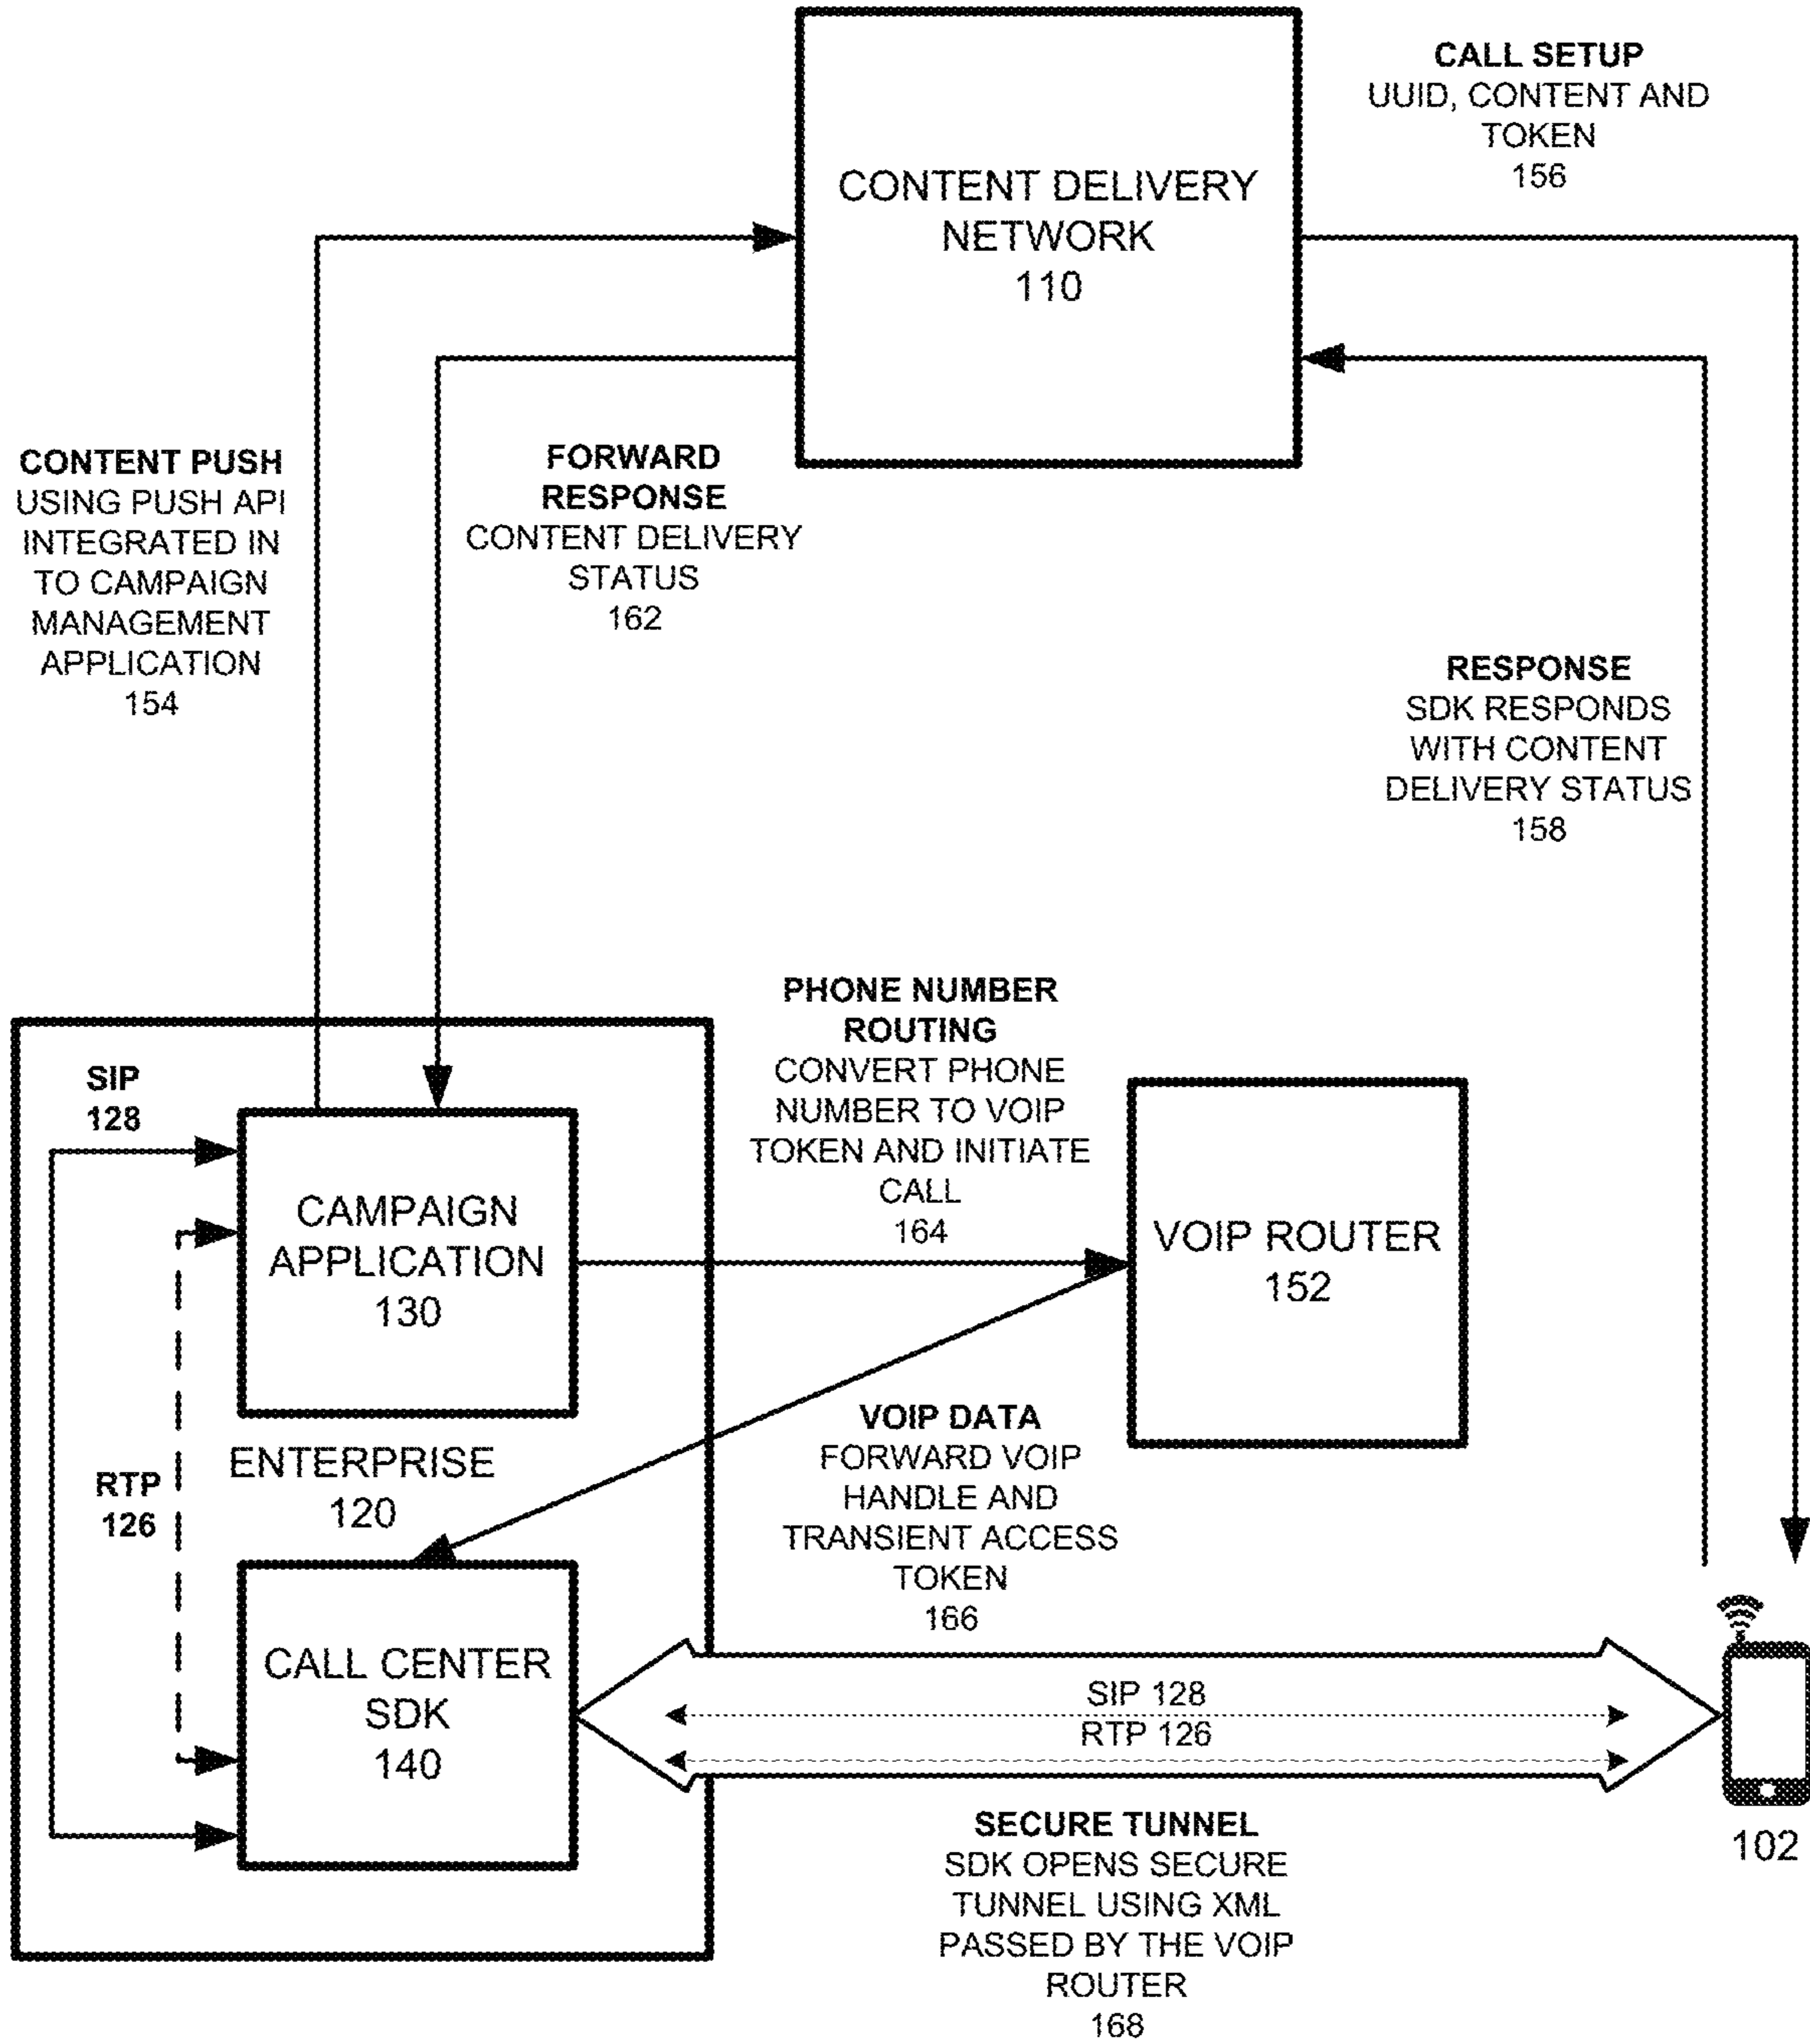 CALL SETUP
UUID, CONTENT AND
TOKEN
156
CONTENT DELIVERY
NETWORK
110
CONTENT PUSH
USING PUSH API
INTEGRATED IN
TO CAMPAIGN
MANAGEMENT
APPLICATION
154
FORWARD
RESPONSE
CONTENT DELIVERY
STATUS
162
RESPONSE
SDK RESPONDS
WITH CONTENT
DELIVERY STATUS
158
PHONE NUMBER
ROUTING
CONVERT PHONE
NUMBER TO VOIP
TOKEN AND INITIATE
CALL
164
SIP
128
CAMPAIGN
APPLICATION
130
VOIP ROUTER
152
ENTERPRISE
120
RTP
126
VOIP DATA
FORWARD VOIP
HANDLE AND
TRANSIENT ACCESS
TOKEN
166
CALL CENTER
SDK
140
SIP 128
RTP 126
102
SECURE TUNNEL
SDK OPENS SECURE
TUNNEL USING XML
PASSED BY THE VOIP
ROUTER
168